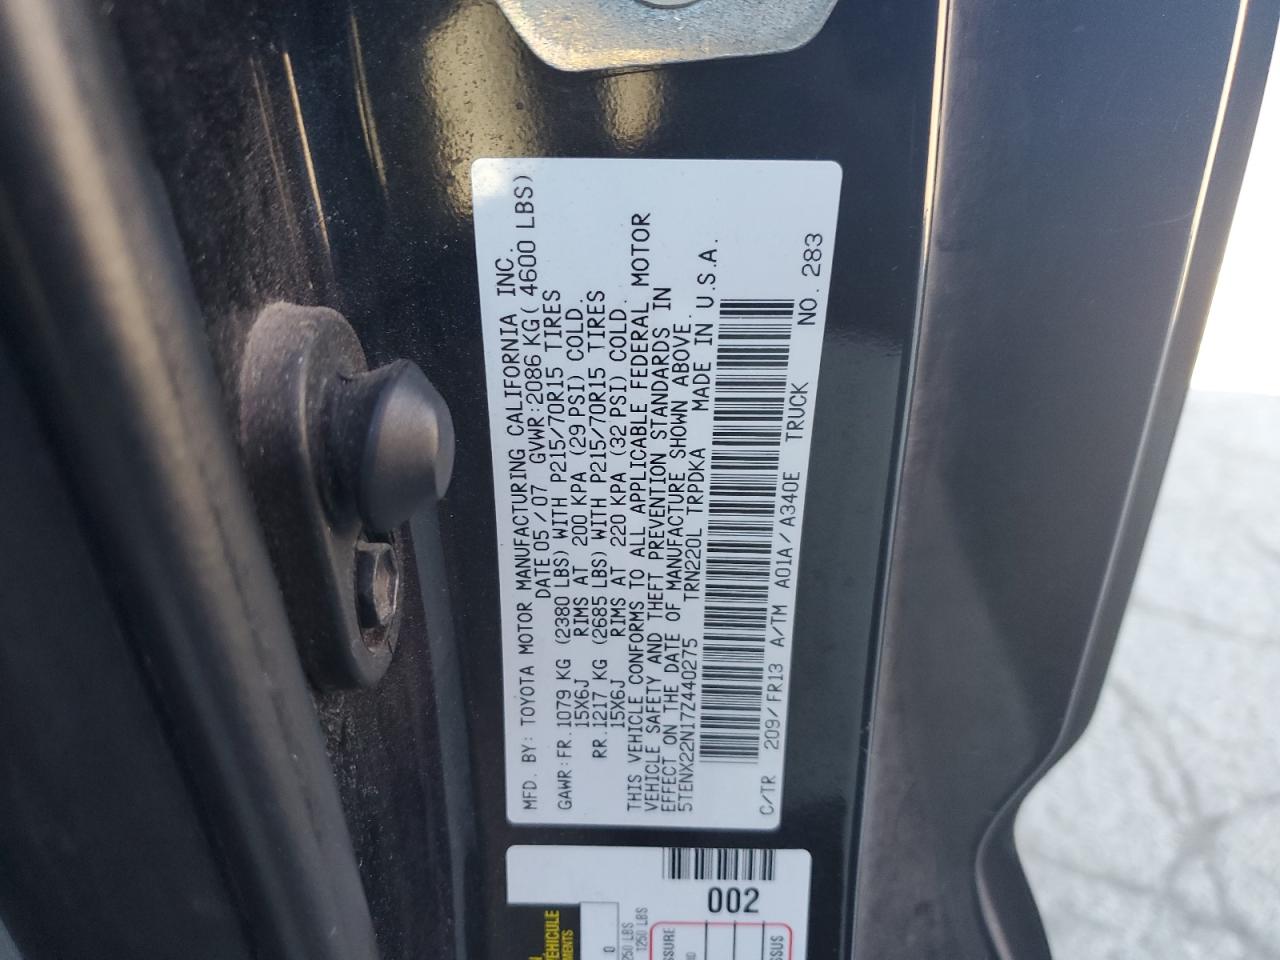 MFD. BY: TOYOTA MOTOR MANUFACTURING CALIFORNIA INC.
DATE 05/07 GVWR:2086 KG( 4600 LBS)
GAWR:FR.1079 KG (2380 LBS) WITH P215/70R15 TIRES
15X6J RIMS AT 200 KPA (29 PSI) COLD.
RR.1217 KG (2685 LBS) WITH P215/70R15 TIRES
15X6J RIMS AT 220 KPA (32 PSI) COLD.
THIS VEHICLE CONFORMS TO ALL APPLICABLE FEDERAL MOTOR
VEHICLE SAFETY AND THEFT PREVENTION STANDARDS IN
EFFECT ON THE DATE OF MANUFACTURE SHOWN ABOVE.
5TENX22N17Z440275 TRN220L TRPDKA MADE IN U.S.A.
C/TR 209/FR13 A/TM A01A/A340E TRUCK NO. 283
002
VEHICULE
0
1250 LBS